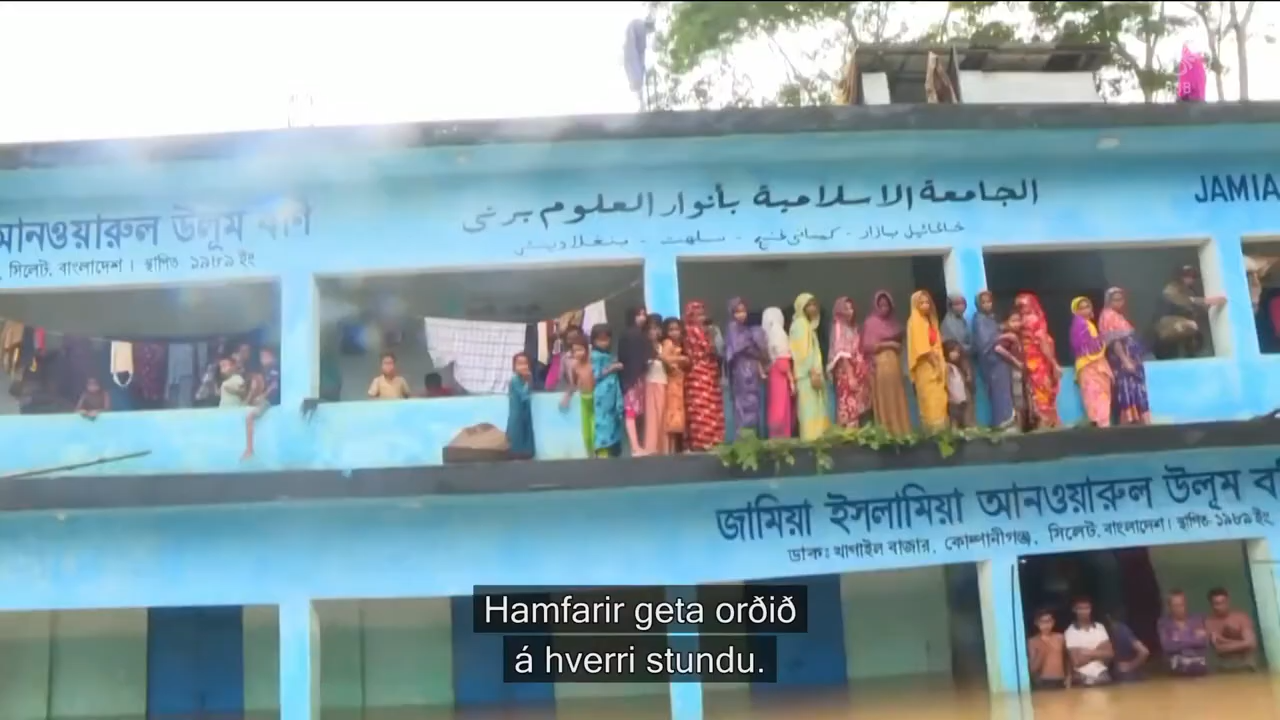 الجامعة الاسلامية بأنوار العلوم برني
JAMIA
আনওয়ারুল উলূম
, সিলেট, বাংলাদেশ। স্থাপিত ১৯৮৯ ইং
জামিয়া ইসলামিয়া আনওয়ারুল উলূম
ডাক: খাগাইল বাজার, কোম্পানীগঞ্জ, সিলেট, বাংলাদেশ। স্থাপিত-১৯৮৯ ইং
Hamfarir geta orðið
á hverri stundu.